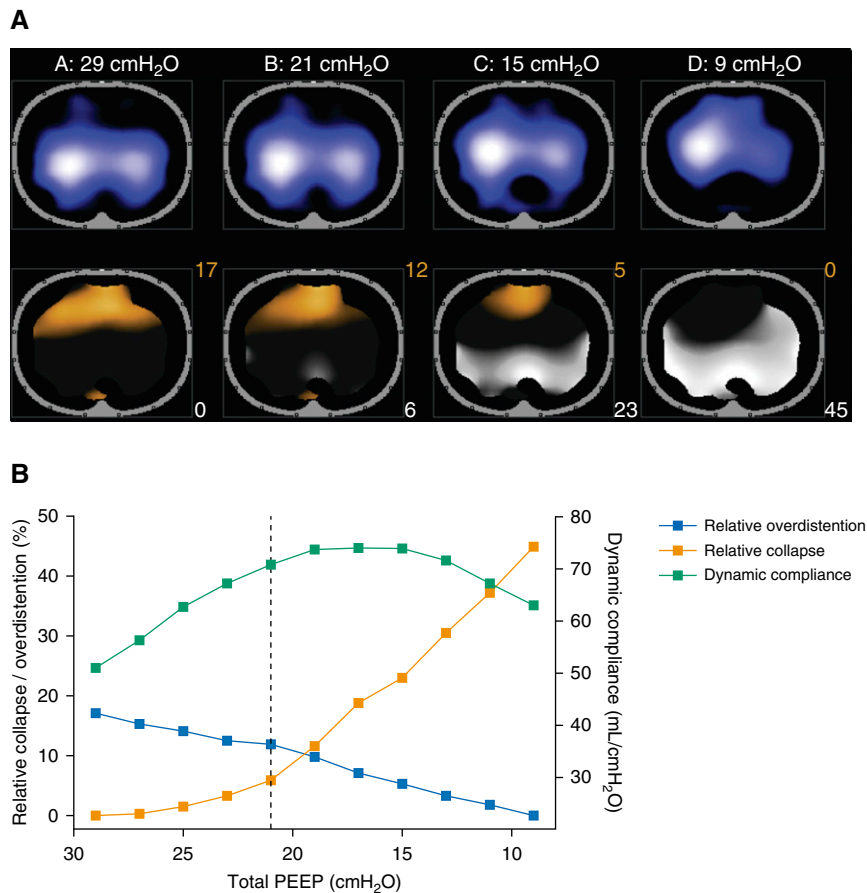 A
A: 29 cmH₂O B: 21 cmH₂O C: 15 cmH₂O D: 9 cmH₂O
17 12 5 0
0 6 23 45
B
Relative collapse / overdistention (%)
50
40
30
20
10
0
30 25 20 15 10
Total PEEP (cmH₂O)
80
70
60
50
40
30
Dynamic compliance (mL/cmH₂O)
Relative overdistention
Relative collapse
Dynamic compliance